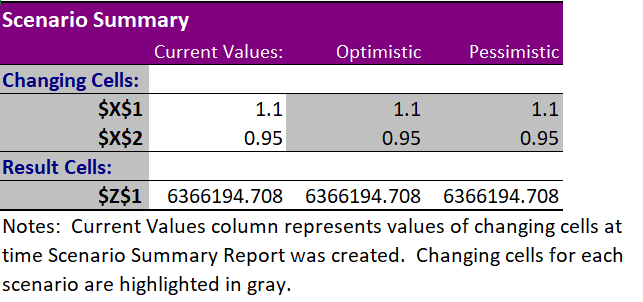 Scenario Summary
Current Values: Optimistic Pessimistic
Changing Cells:
$X$1 1.1 1.1 1.1
$X$2 0.95 0.95 0.95
Result Cells:
$Z$1 6366194.708 6366194.708 6366194.708
Notes: Current Values column represents values of changing cells at
time Scenario Summary Report was created. Changing cells for each
scenario are highlighted in gray.